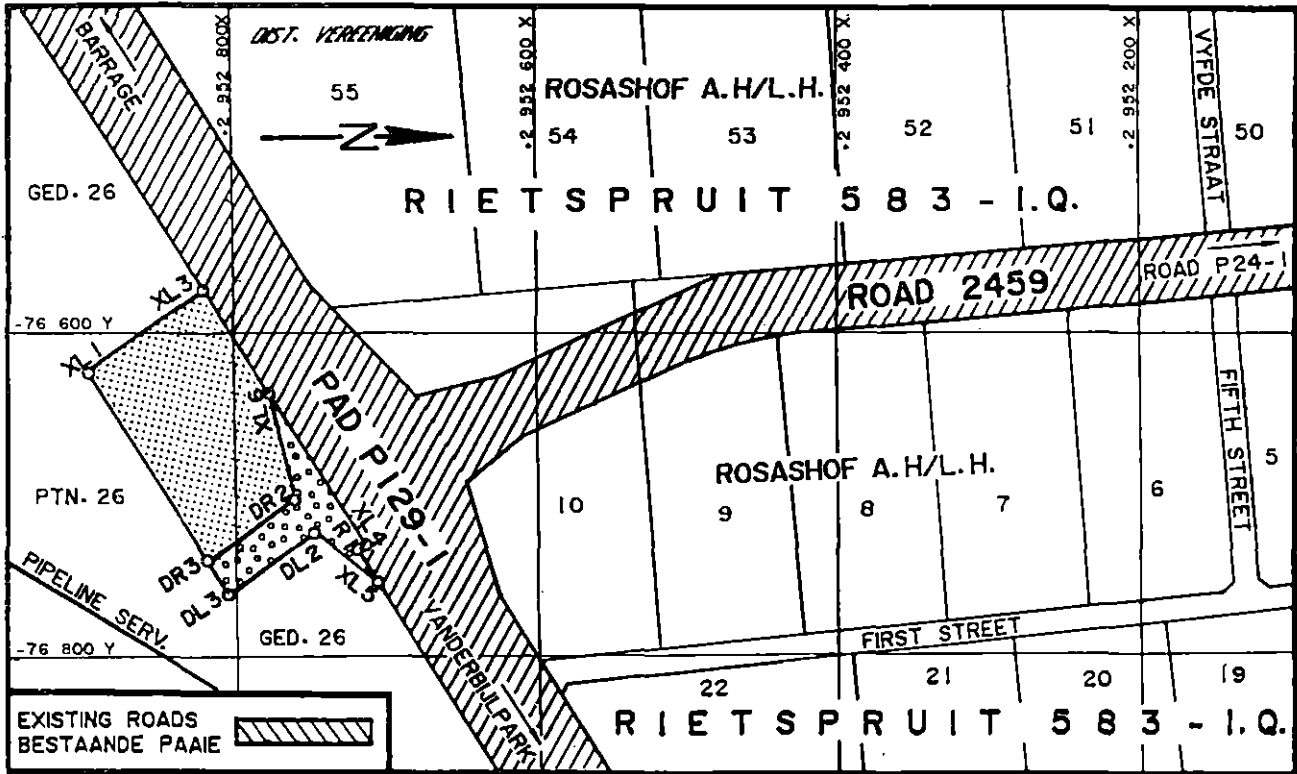 BARRAGE
DIST. VEREENIGING
.2 952 800 X
.2 952 600 X
.2 952 400 X
.2 952 200 X
VYFDE STRAAT
55
ROSASHOF A.H/L.H.
54
53
52
51
50
N
GED. 26
RIETSPRUIT 583 - I.Q.
ROAD 2459
ROAD P24-1
XL3
-76 600 Y
XL1
XL6
PAD P129-1
FIFTH STREET
5
ROSASHOF A.H/L.H.
10
9
8
7
6
PTN. 26
DR2
XL4
DR3
DL2
XL5
DL3
PIPELINE SERV.
GED. 26
VANDERBIJLPARK
FIRST STREET
-76 800 Y
22
21
20
19
RIETSPRUIT 583 - I.Q.
EXISTING ROADS
BESTAANDE PAAIE